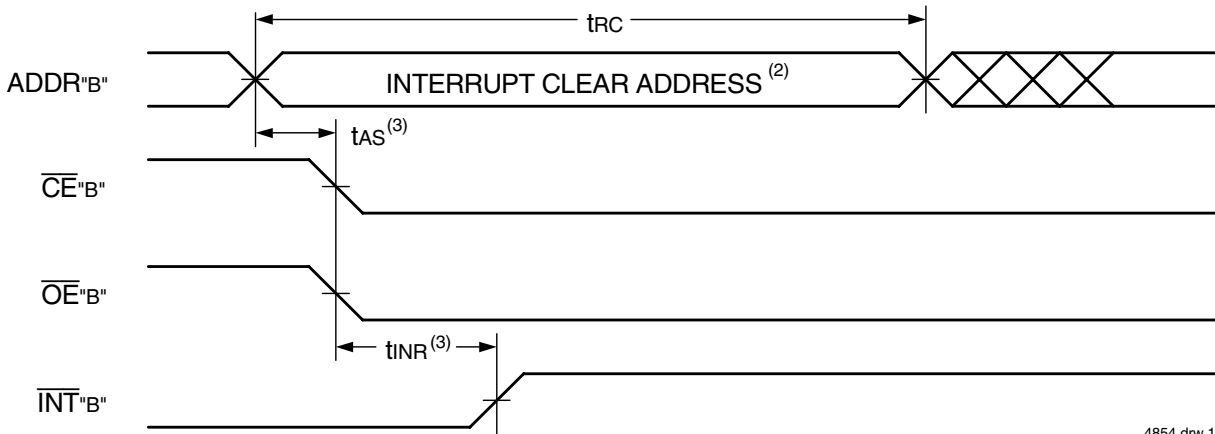 tRC
ADDR"B"
INTERRUPT CLEAR ADDRESS (2)
tAS(3)
CE"B"
OE"B"
tINR(3)
INT"B"